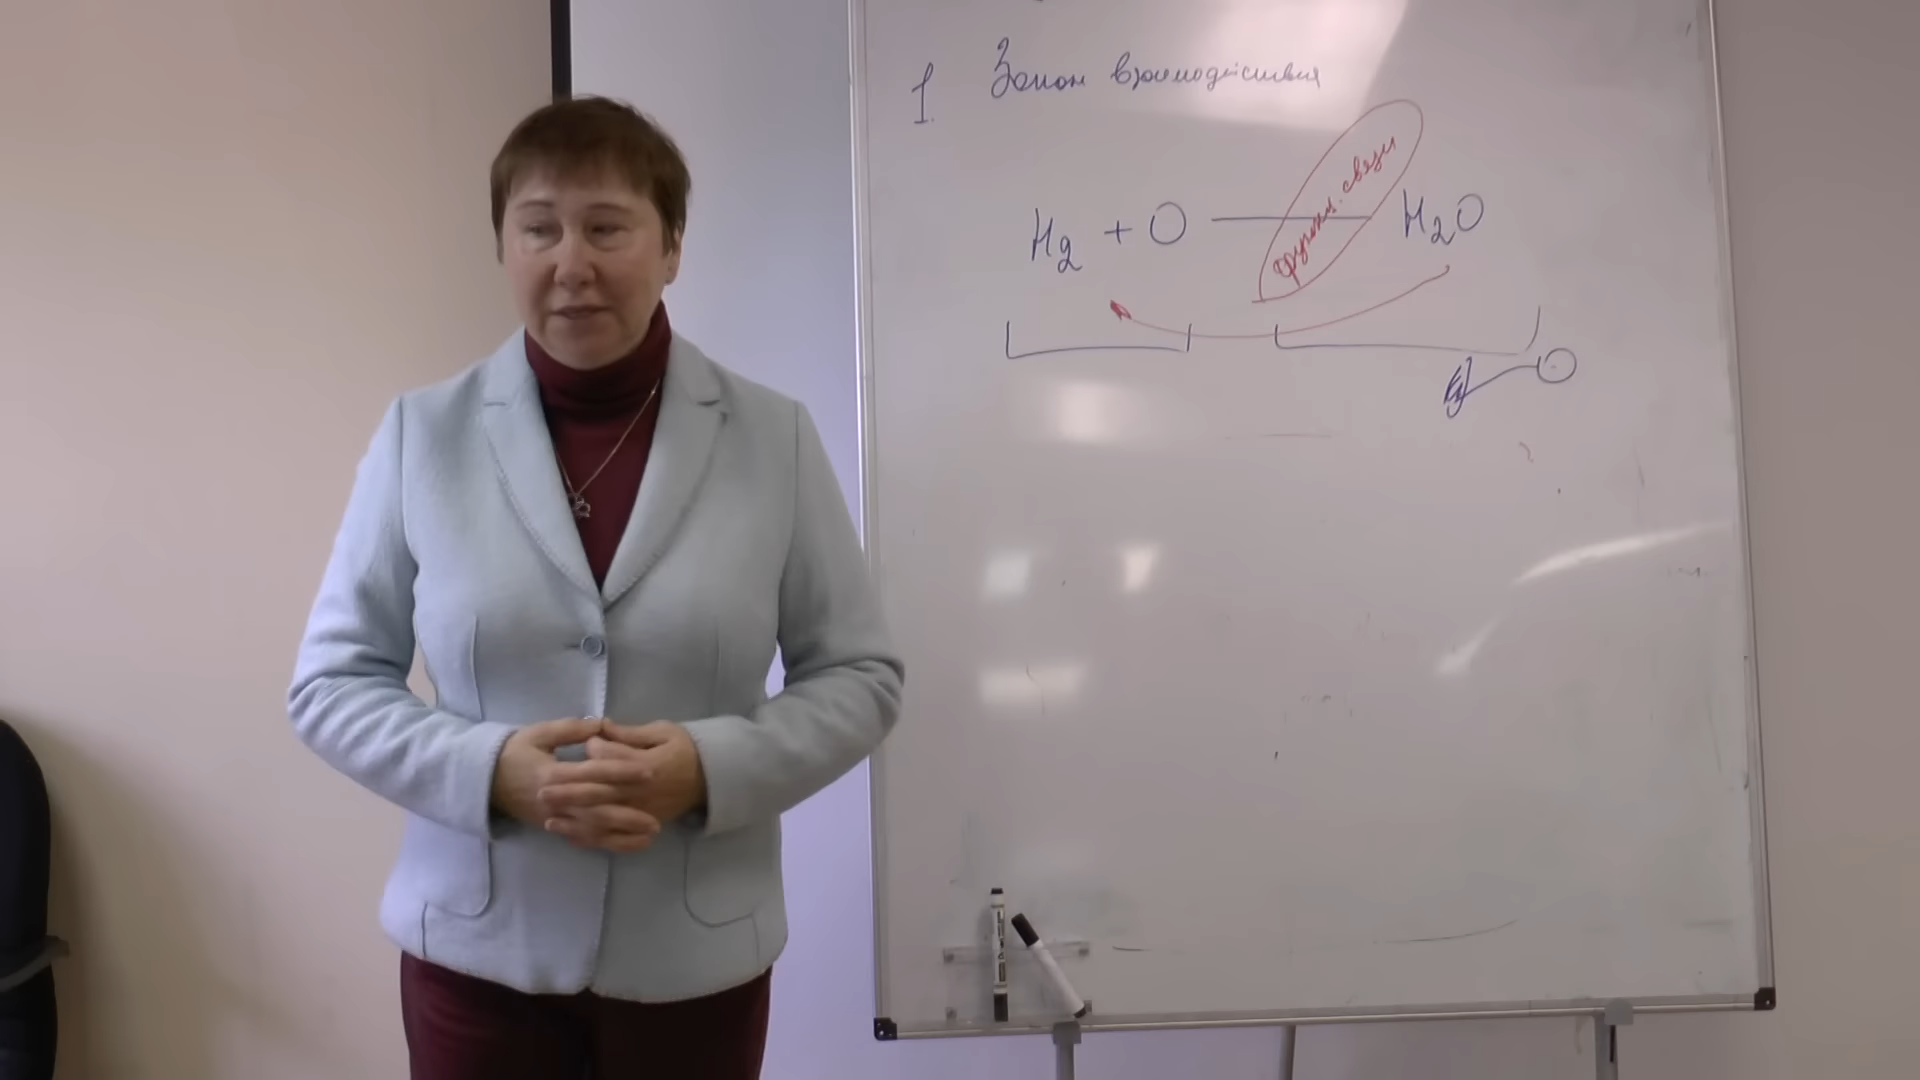 1. Закон взаимодействия
H2 + O — H2O
функц. связи